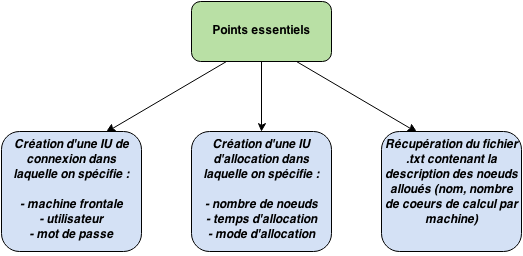 Points essentiels
Création d'une IU de
connexion dans
laquelle on spécifie :
- machine frontale
- utilisateur
- mot de passe
Création d'une IU
d'allocation dans
laquelle on spécifie :
- nombre de noeuds
- temps d'allocation
- mode d'allocation
Récupération du fichier
.txt contenant la
description des noeuds
alloués (nom, nombre
de coeurs de calcul par
machine)